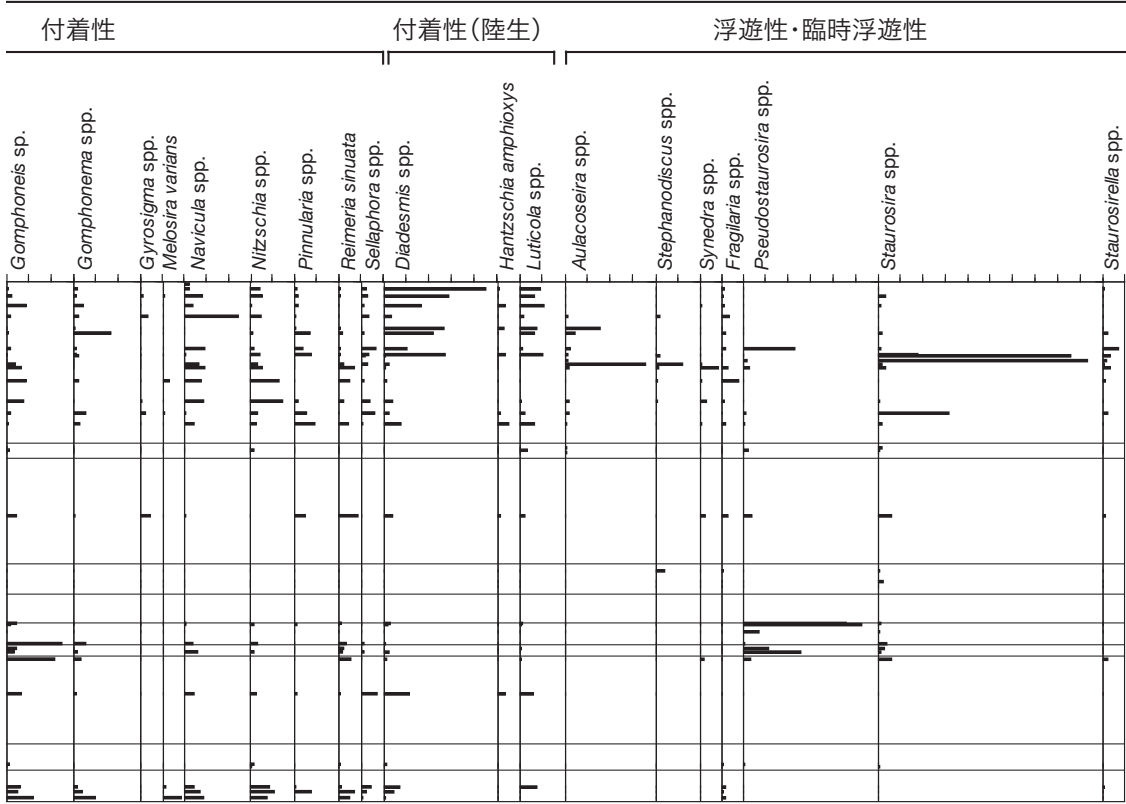 付着性
付着性(陸生)
浮遊性・臨時浮遊性
Gomphoneis sp.
Gomphonema spp.
Gyrosigma spp.
Melosira varians
Navicula spp.
Nitzschia spp.
Pinnularia spp.
Reimeria sinuata
Sellaphora spp.
Diadesmis spp.
Hantzschia amphioxys
Luticola spp.
Aulacoseira spp.
Stephanodiscus spp.
Synedra spp.
Fragilaria spp.
Pseudostaurosira spp.
Staurosira spp.
Staurosirella spp.